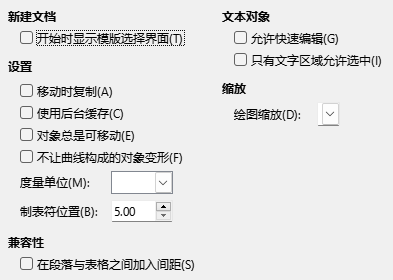 新建文档
开始时显示模版选择界面(T)
设置
移动时复制(A)
使用后台缓存(C)
对象总是可移动(E)
不让曲线构成的对象变形(F)
度量单位(M):
制表符位置(B): 5.00
兼容性
在段落与表格之间加入间距(S)
文本对象
允许快速编辑(G)
只有文字区域允许选中(I)
缩放
绘图缩放(D):